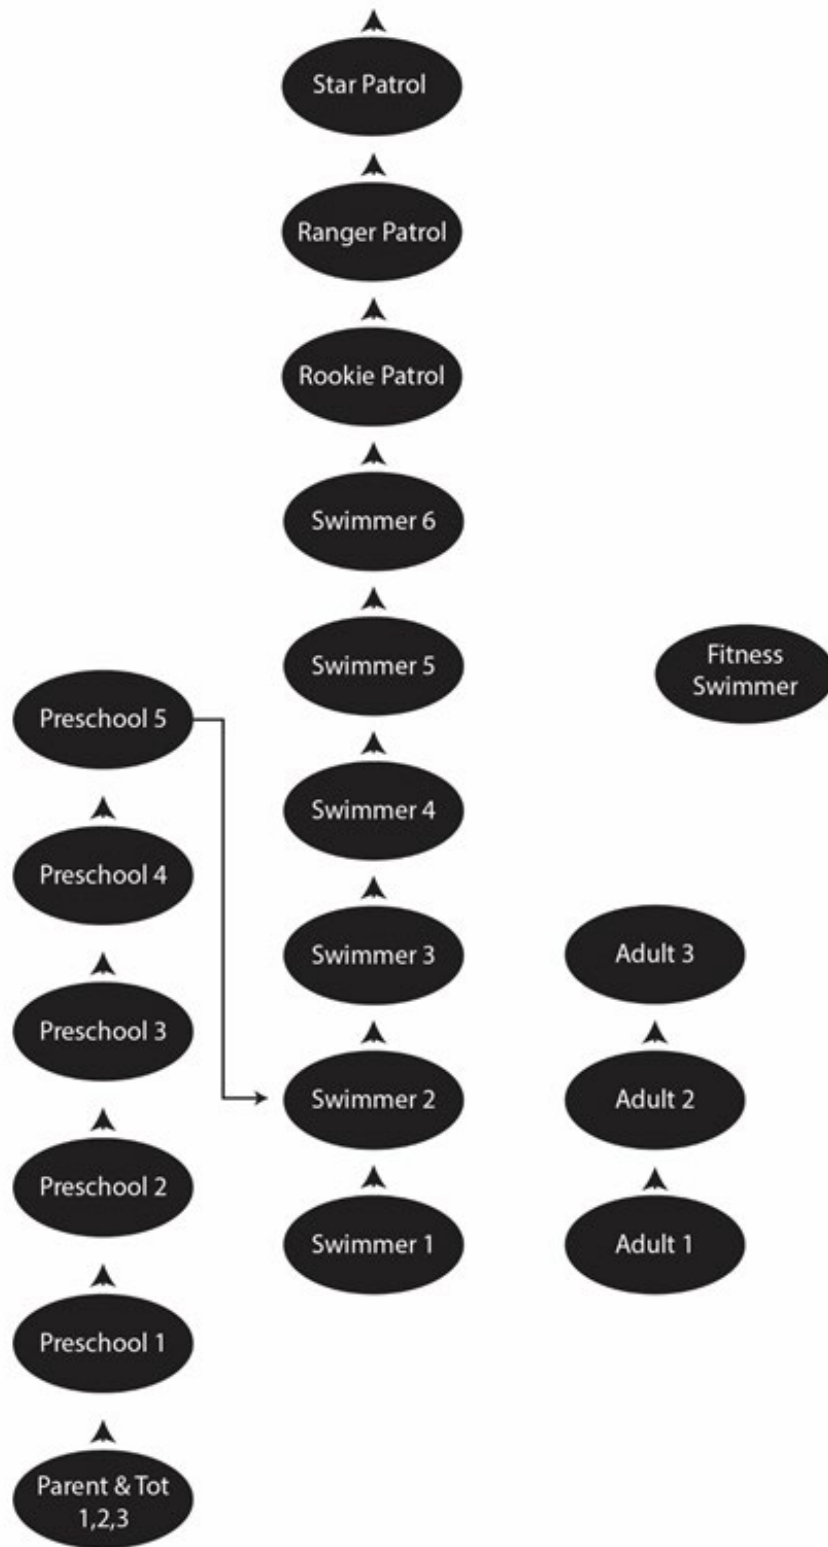 Star Patrol
Ranger Patrol
Rookie Patrol
Swimmer 6
Swimmer 5
Fitness
Swimmer
Preschool 5
Swimmer 4
Preschool 4
Swimmer 3
Adult 3
Preschool 3
Swimmer 2
Adult 2
Preschool 2
Swimmer 1
Adult 1
Preschool 1
Parent & Tot
1,2,3